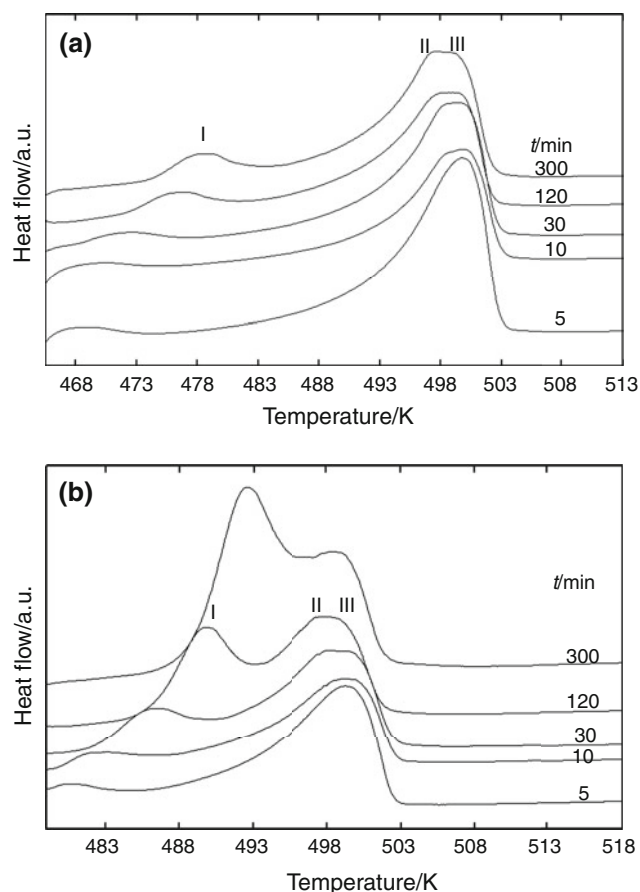 (a)
II III
I
t/min
300
120
30
10
5
Heat flow/a.u.
468 473 478 483 488 493 498 503 508 513
Temperature/K
(b)
t/min
I
II III
300
120
30
10
5
Heat flow/a.u.
483 488 493 498 503 508 513 518
Temperature/K